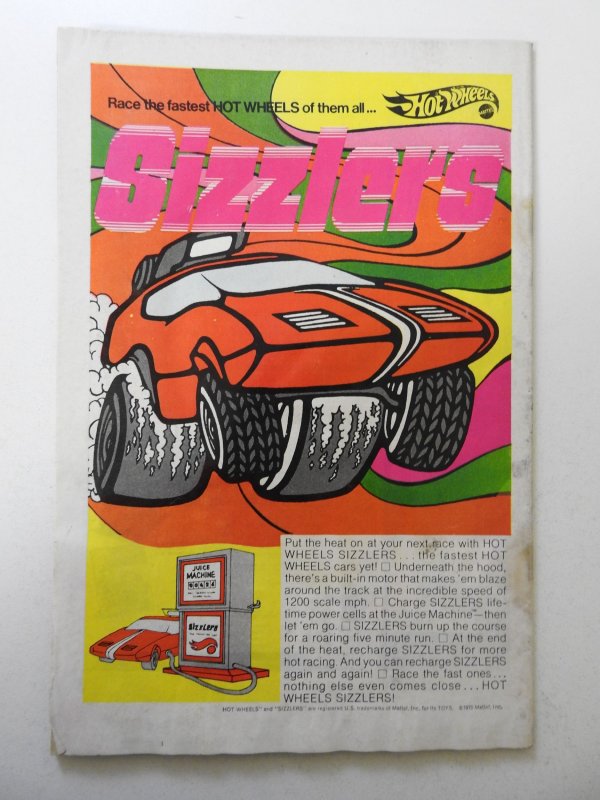 Race the fastest HOT WHEELS of them all...
HOT WHEELS
MATTEL
Sizzlers
Put the heat on at your next race with HOT
WHEELS SIZZLERS . . . the fastest HOT
WHEELS cars yet! □ Underneath the hood,
there's a built-in motor that makes 'em blaze
around the track at the incredible speed of
1200 scale mph. □ Charge SIZZLERS life-
time power cells at the Juice Machine™—then
let 'em go. □ SIZZLERS burn up the course
for a roaring five minute run. □ At the end
of the heat, recharge SIZZLERS for more
hot racing. And you can recharge SIZZLERS
again and again! □ Race the fast ones...
nothing else even comes close . . . HOT
WHEELS SIZZLERS!
JUICE
MACHINE
Sizzlers
HOT WHEELS® and "SIZZLERS" are registered U.S. trademarks of Mattel, Inc. for its TOYS. Mattel, Inc.